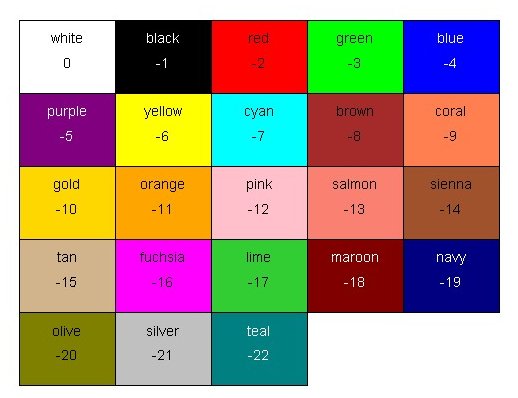 white black red green blue
0 -1 -2 -3 -4
purple yellow cyan brown coral
-5 -6 -7 -8 -9
gold orange pink salmon sienna
-10 -11 -12 -13 -14
tan fuchsia lime maroon navy
-15 -16 -17 -18 -19
olive silver teal
-20 -21 -22